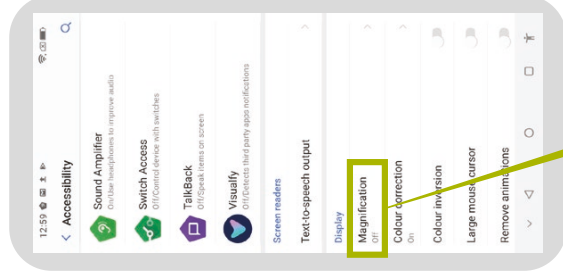 12:59
Accessibility
Sound Amplifier
On/Use headphones to improve audio
Switch Access
Off/Control device with switches
TalkBack
Off/Speak items on screen
Visualfy
Off/Detects third party apps notifications
Screen readers
Text-to-speech output
Display
Magnification
Off
Colour correction
On
Colour inversion
Large mouse cursor
Remove animations